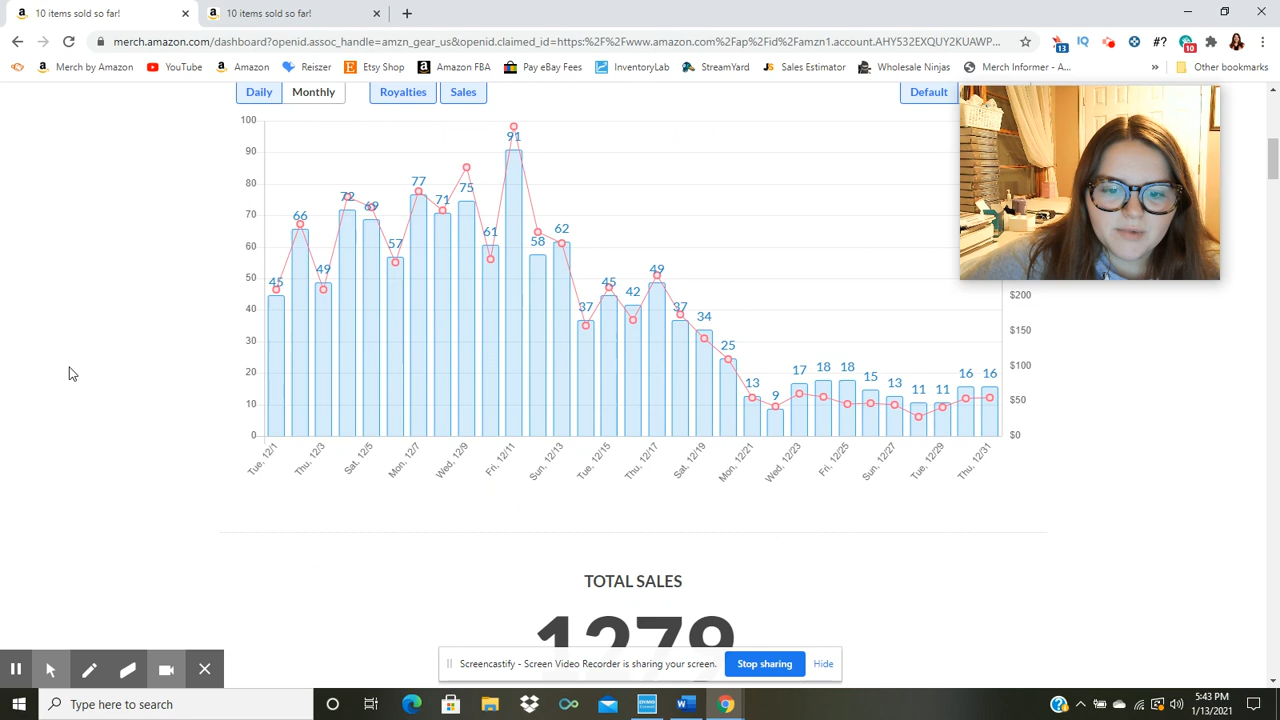 10 items sold so far!
10 items sold so far!
merch.amazon.com/dashboard?openid.assoc_handle=amzn_gear_us&openid.claimed_id=https:%2F%2Fwww.amazon.com%2Fap%2Fid%2Famzn1.account.AHY532EXQUY2KUAWP...
13
IQ
#?
10
Merch by Amazon
YouTube
Amazon
Reiszer
Etsy Shop
Amazon FBA
Pay eBay Fees
InventoryLab
StreamYard
Sales Estimator
Wholesale Ninjas
Merch Informer - A...
»
Other bookmarks
Daily
Monthly
Royalties
Sales
Default
100
90
80
70
60
50
40
30
20
10
0
45
66
49
72
69
57
77
71
75
61
91
58
62
37
45
42
49
37
34
25
13
9
17
18
18
15
13
11
11
16
16
$200
$150
$100
$50
$0
Tue, 12/1
Thu, 12/3
Sat, 12/5
Mon, 12/7
Wed, 12/9
Fri, 12/11
Sun, 12/13
Tue, 12/15
Thu, 12/17
Sat, 12/19
Mon, 12/21
Wed, 12/23
Fri, 12/25
Sun, 12/27
Tue, 12/29
Thu, 12/31
TOTAL SALES
1279
Screencastify - Screen Video Recorder is sharing your screen.
Stop sharing
Hide
Type here to search
5:43 PM
1/13/2021